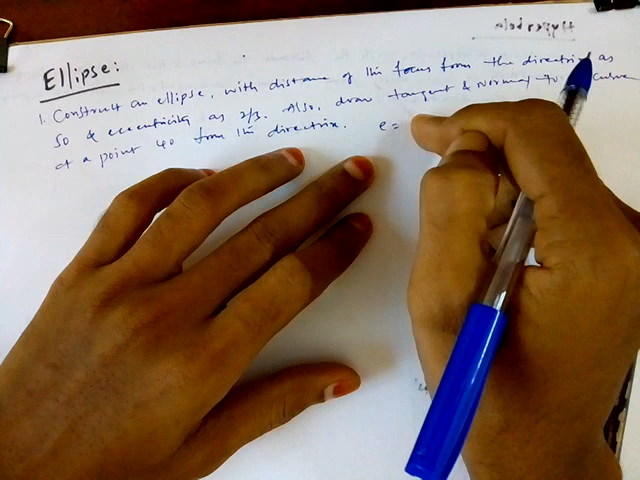 Hyperbola
Ellipse:
1. Construct an ellipse, with distance of the focus from the directrix as
50 & eccentricity as 2/3. Also, draw tangent & normal to curve
at a point 40 from the directrix. e=